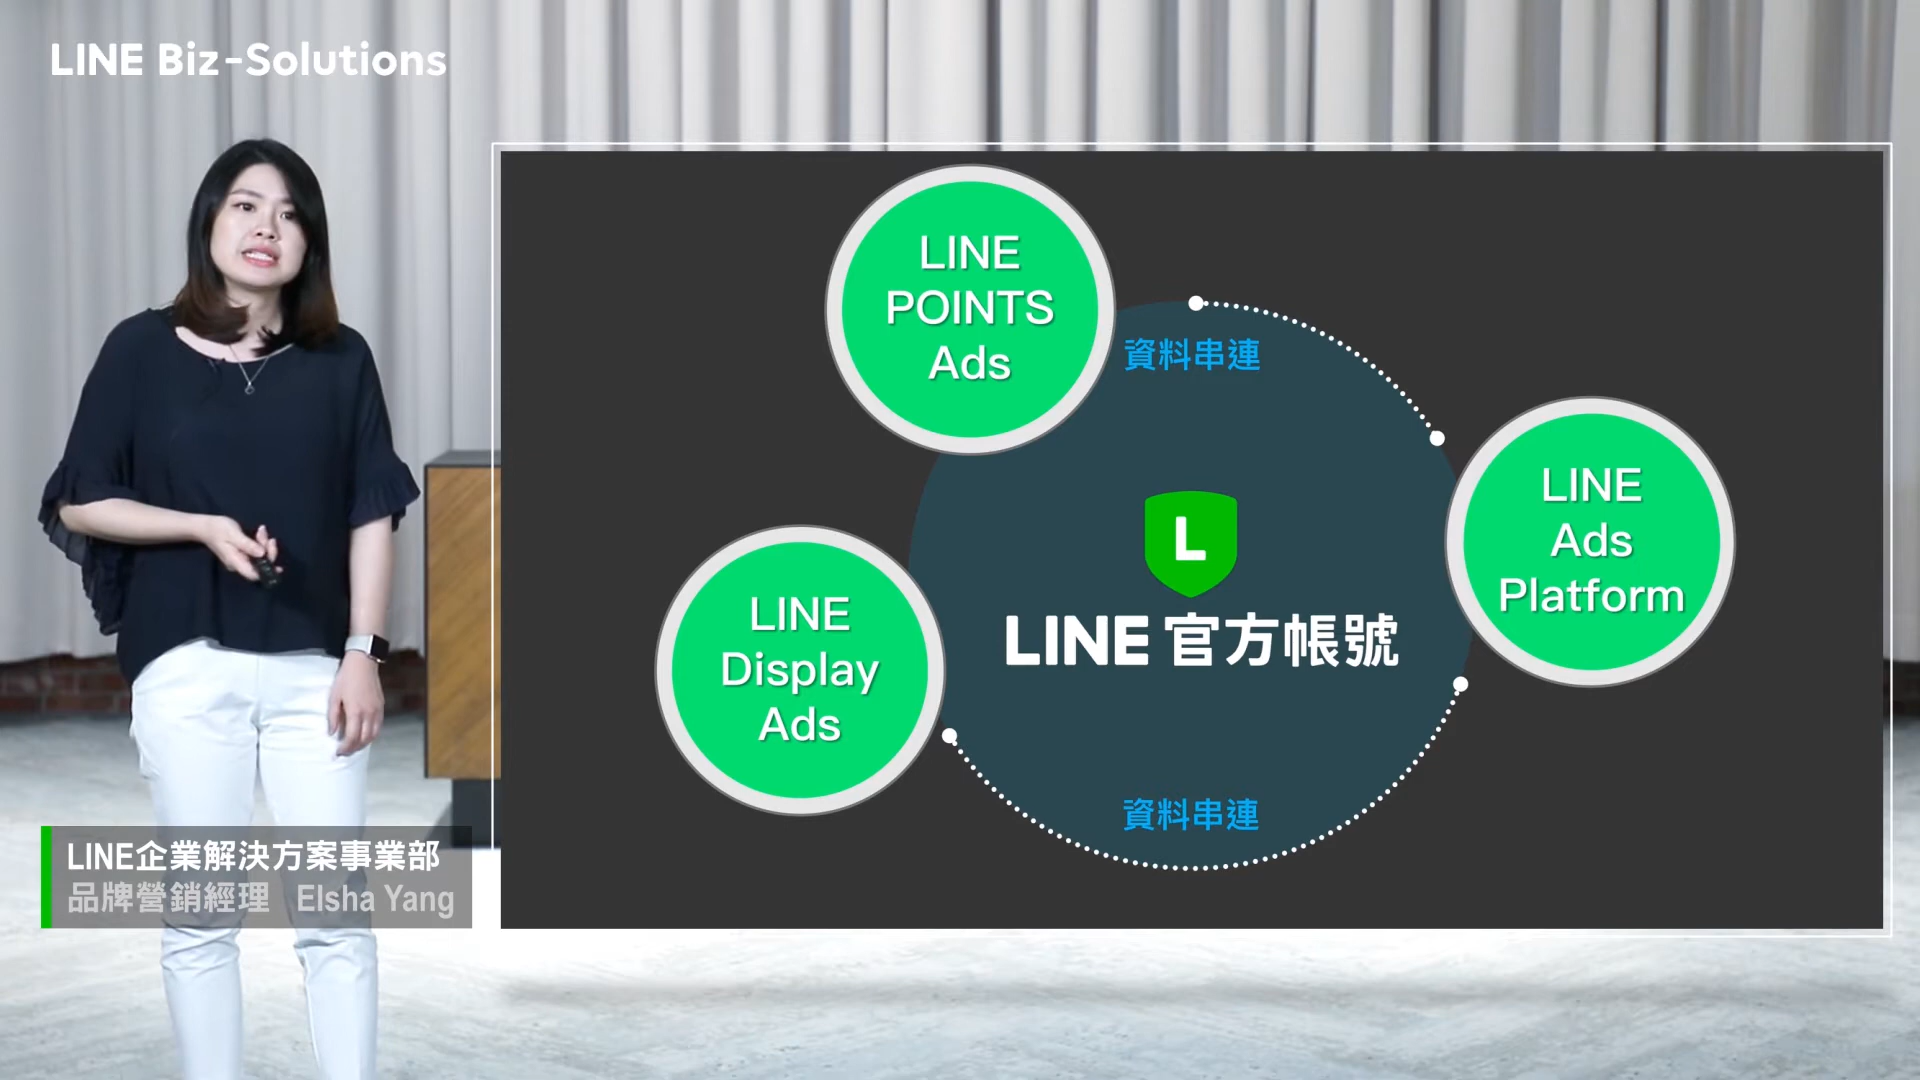 LINE Biz-Solutions
LINE
POINTS
Ads
資料串連
LINE
Ads
Platform
L
LINE 官方帳號
LINE
Display
Ads
資料串連
LINE企業解決方案事業部
品牌營銷經理 Elsha Yang